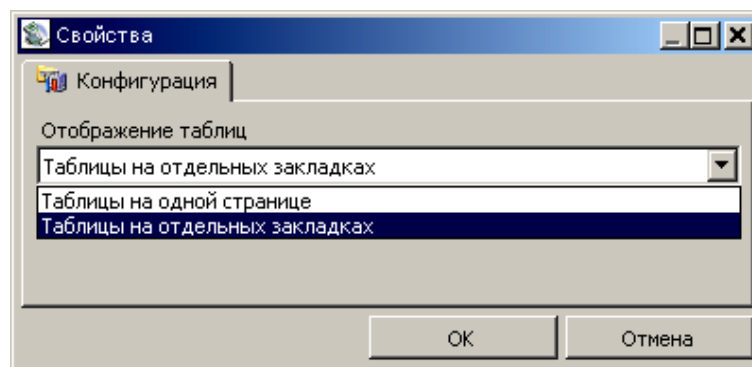 Свойства
Конфигурация
Отображение таблиц
Таблицы на отдельных закладках
Таблицы на одной странице
Таблицы на отдельных закладках
OK
Отмена